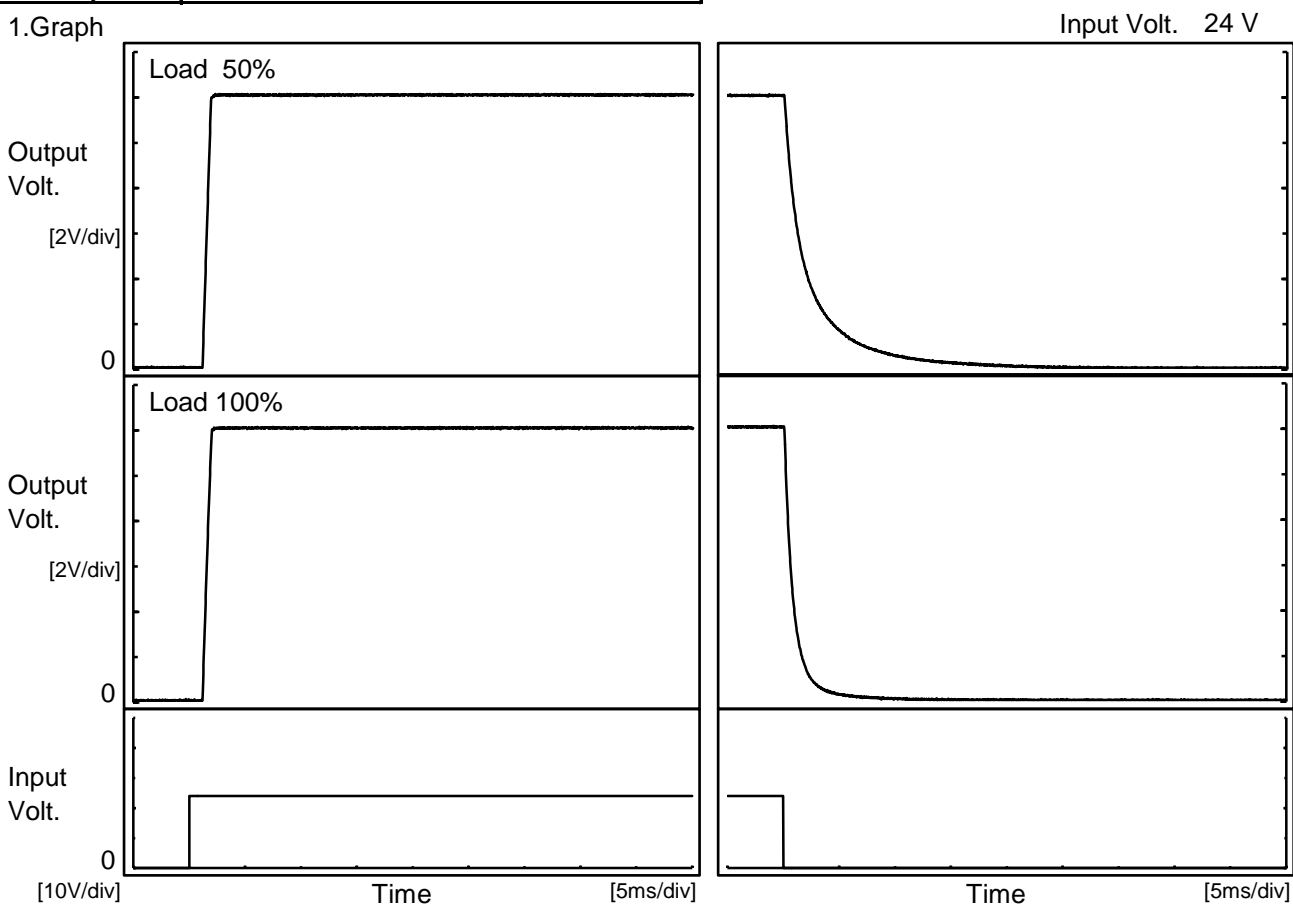 1.Graph
Input Volt. 24 V
Load 50%
Output
Volt.
[2V/div]
0
Load 100%
Output
Volt.
[2V/div]
0
Input
Volt.
0
[10V/div]
Time
[5ms/div]
Time
[5ms/div]